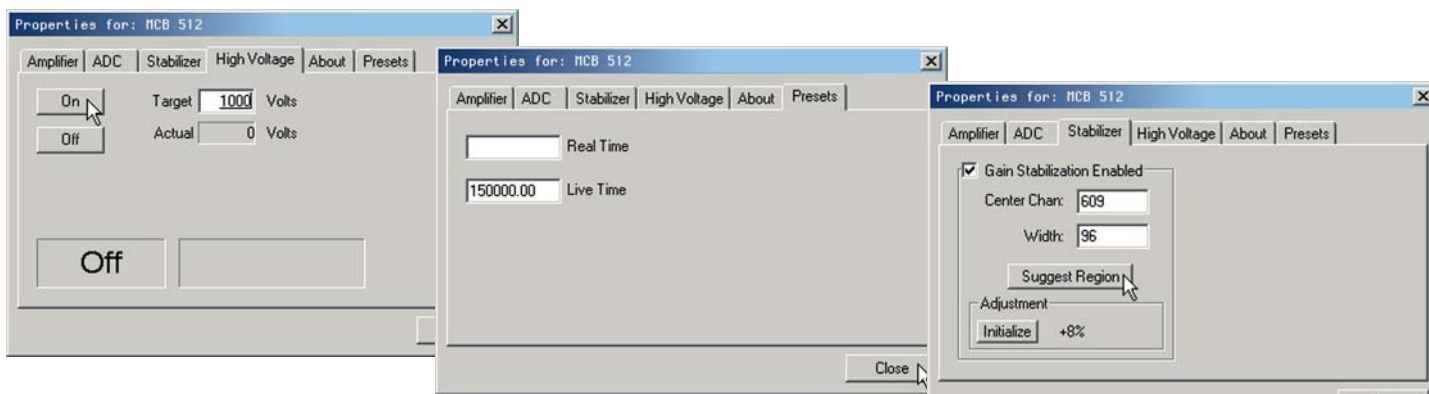 Properties for: MCB 512
Amplifier ADC Stabilizer High Voltage About Presets
On Target 1000 Volts
Off Actual 0 Volts
Off
Properties for: MCB 512
Amplifier ADC Stabilizer High Voltage About Presets
Real Time
150000.00 Live Time
Close
Properties for: MCB 512
Amplifier ADC Stabilizer High Voltage About Presets
Gain Stabilization Enabled
Center Chan: 609
Width: 96
Suggest Region
Adjustment
Initialize +8%